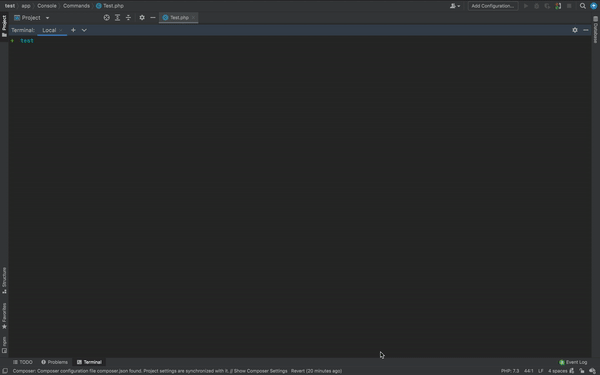 test app Console Commands Test.php Add Configuration...
Project Test.php
Terminal: Local
test
Project
Database
Structure
Favorites
npm
TODO Problems Terminal Event Log
Composer: Composer configuration file composer.json found. Project settings are synchronized with it. // Show Composer Settings Revert (20 minutes ago) PHP: 7.3 44:1 LF 4 spaces